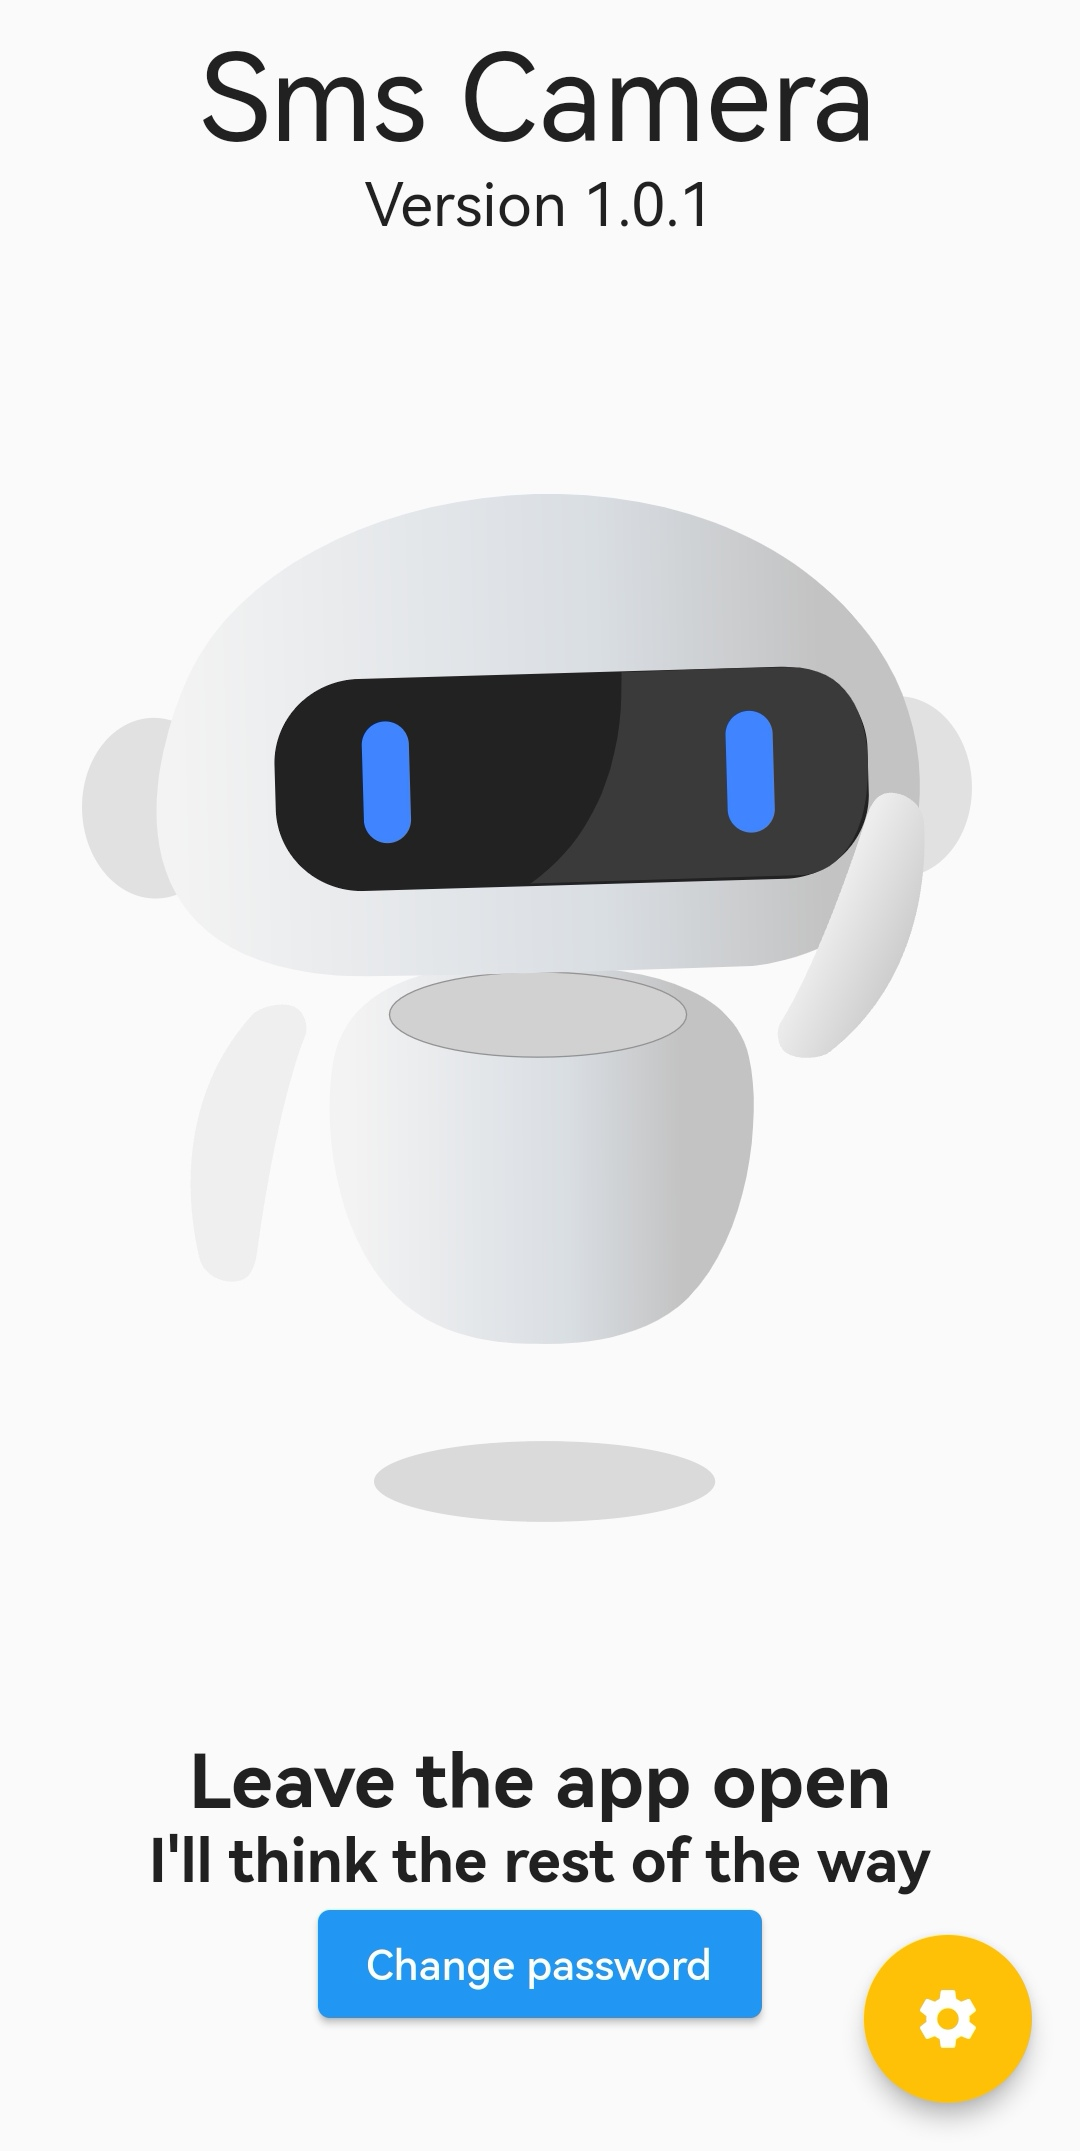 Sms Camera
Version 1.0.1
Leave the app open
I'll think the rest of the way
Change password